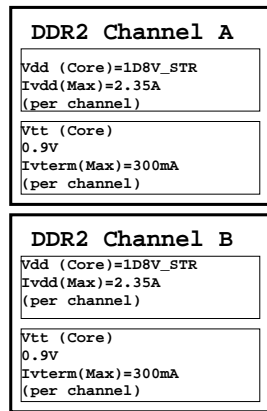 DDR2 Channel A
Vdd (Core)=1D8V_STR
Ivdd(Max)=2.35A
(per channel)
Vtt (Core)
0.9V
Ivterm(Max)=300mA
(per channel)
DDR2 Channel B
Vdd (Core)=1D8V_STR
Ivdd(Max)=2.35A
(per channel)
Vtt (Core)
0.9V
Ivterm(Max)=300mA
(per channel)